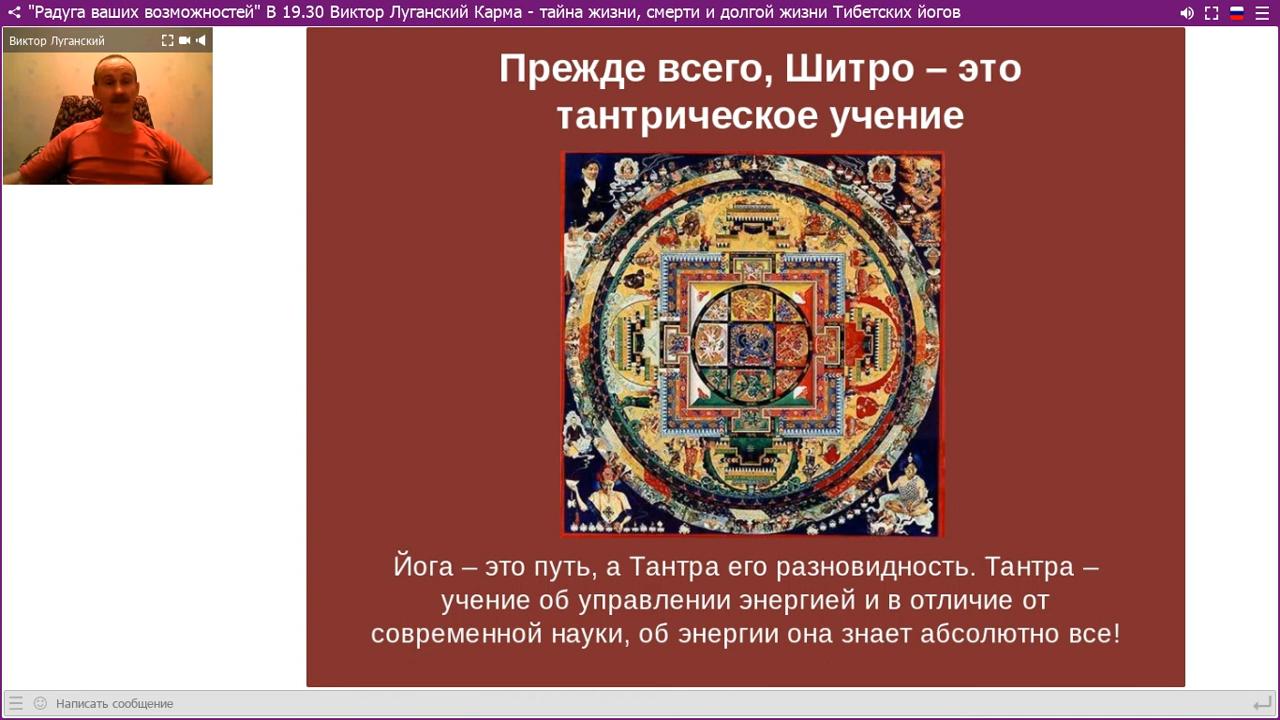 "Радуга ваших возможностей" В 19.30 Виктор Луганский Карма - тайна жизни, смерти и долгой жизни Тибетских йогов
Виктор Луганский
Прежде всего, Шитро – это
тантрическое учение
Йога – это путь, а Тантра его разновидность. Тантра –
учение об управлении энергией и в отличие от
современной науки, об энергии она знает абсолютно все!
Написать сообщение